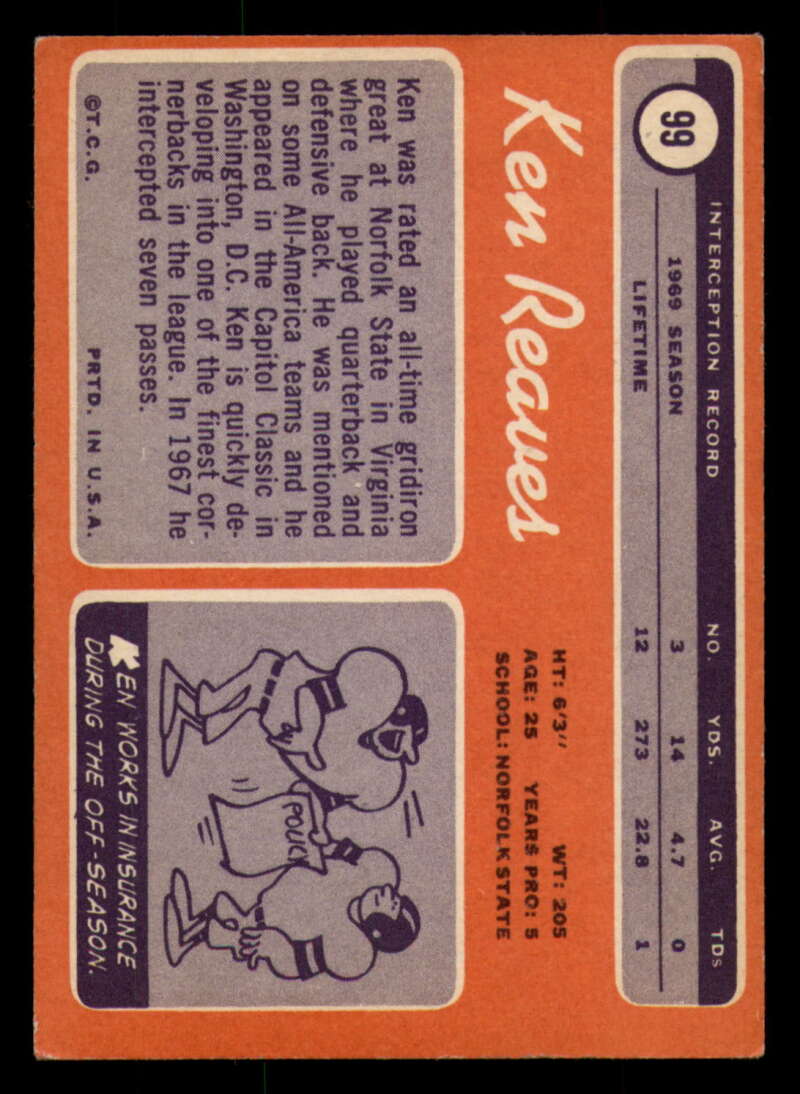 99
INTERCEPTION RECORD NO. YDS. AVG. TDs
1969 SEASON 3 14 4.7 0
LIFETIME 12 273 22.8 1
Ken Reaves
HT: 6'3" WT: 205
AGE: 25 YEARS PRO: 5
SCHOOL: NORFOLK STATE
Ken was rated an all-time gridiron
great at Norfolk State in Virginia
where he played quarterback and
defensive back. He was mentioned
on some All-America teams and he
appeared in the Capitol Classic in
Washington, D.C. Ken is quickly de-
veloping into one of the finest cor-
nerbacks in the league. In 1967 he
intercepted seven passes.
©T.C.G. PRTD. IN U.S.A.
POLICY
KEN WORKS IN INSURANCE
DURING THE OFF-SEASON.